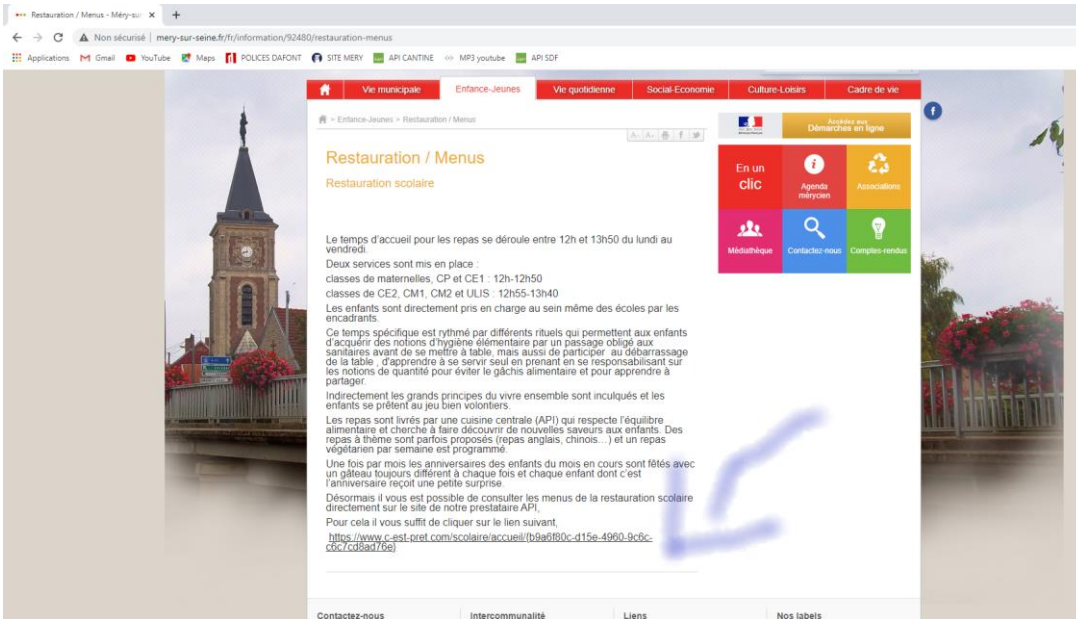 Restauration / Menus - Méry-sur
Non sécurisé | mery-sur-seine.fr/fr/information/92480/restauration-menus
Applications Gmail YouTube Maps POLICES DAFONT SITE MERY API CANTINE MP3 youtube API SDF
Vie municipale Enfance-Jeunes Vie quotidienne Social-Economie Culture-Loisirs Cadre de vie
> Enfance-Jeunes > Restauration / Menus
A- A+
Accédez aux
Démarches en ligne
Restauration / Menus
Restauration scolaire
En un
clic
Agenda
mérycien
Associations
Médiathèque
Contactez-nous
Comptes-rendus
Le temps d'accueil pour les repas se déroule entre 12h et 13h50 du lundi au
vendredi.
Deux services sont mis en place :
classes de maternelles, CP et CE1 : 12h-12h50
classes de CE2, CM1, CM2 et ULIS : 12h55-13h40
Les enfants sont directement pris en charge au sein même des écoles par les
encadrants.
Ce temps spécifique est rythmé par différents rituels qui permettent aux enfants
d'acquérir des notions d'hygiène élémentaire par un passage obligé aux
sanitaires avant de se mettre à table, mais aussi de participer au débarrassage
de la table , d'apprendre à se servir seul en prenant en se responsabilisant sur
les notions de quantité pour éviter le gâchis alimentaire et pour apprendre à
partager.
Indirectement les grands principes du vivre ensemble sont inculqués et les
enfants se prêtent au jeu bien volontiers.
Les repas sont livrés par une cuisine centrale (API) qui respecte l'équilibre
alimentaire et cherche à faire découvrir de nouvelles saveurs aux enfants. Des
repas à thème sont parfois proposés (repas anglais, chinois…) et un repas
végétarien par semaine est programmé.
Une fois par mois les anniversaires des enfants du mois en cours sont fêtés avec
un gâteau toujours différent à chaque fois et chaque enfant dont c'est
l'anniversaire reçoit une petite surprise.
Désormais il vous est possible de consulter les menus de la restauration scolaire
directement sur le site de notre prestataire API,
Pour cela il vous suffit de cliquer sur le lien suivant,
https://www.c-est-pret.com/scolaire/accueil/{b9a6f80c-d15e-4960-9c6c-
c6c7cd8ad76e}
Contactez-nous Intercommunalité Liens Nos labels